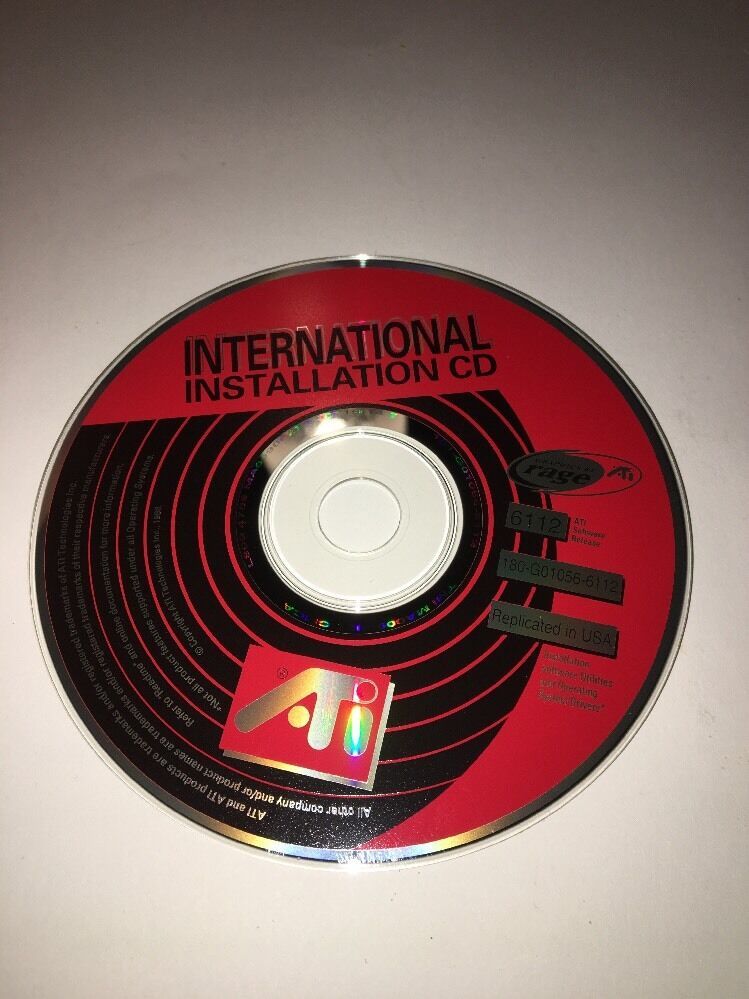 INTERNATIONAL
INSTALLATION CD
rage ATi
6112 ATI
Software
Release
180-G01056-6112
Replicated in USA
Installation
Software Utilities
and Operating
System Drivers*
ATi ®
© Copyright ATI Technologies Inc., 1998
*Not all product features supported under all Operating Systems.
Refer to "Readme" and online documentation for more information.
All other company and/or product names are trademarks and/or registered trademarks of their respective manufacturers.
ATI and ATI products are trademarks and/or registered trademarks of ATI Technologies Inc.